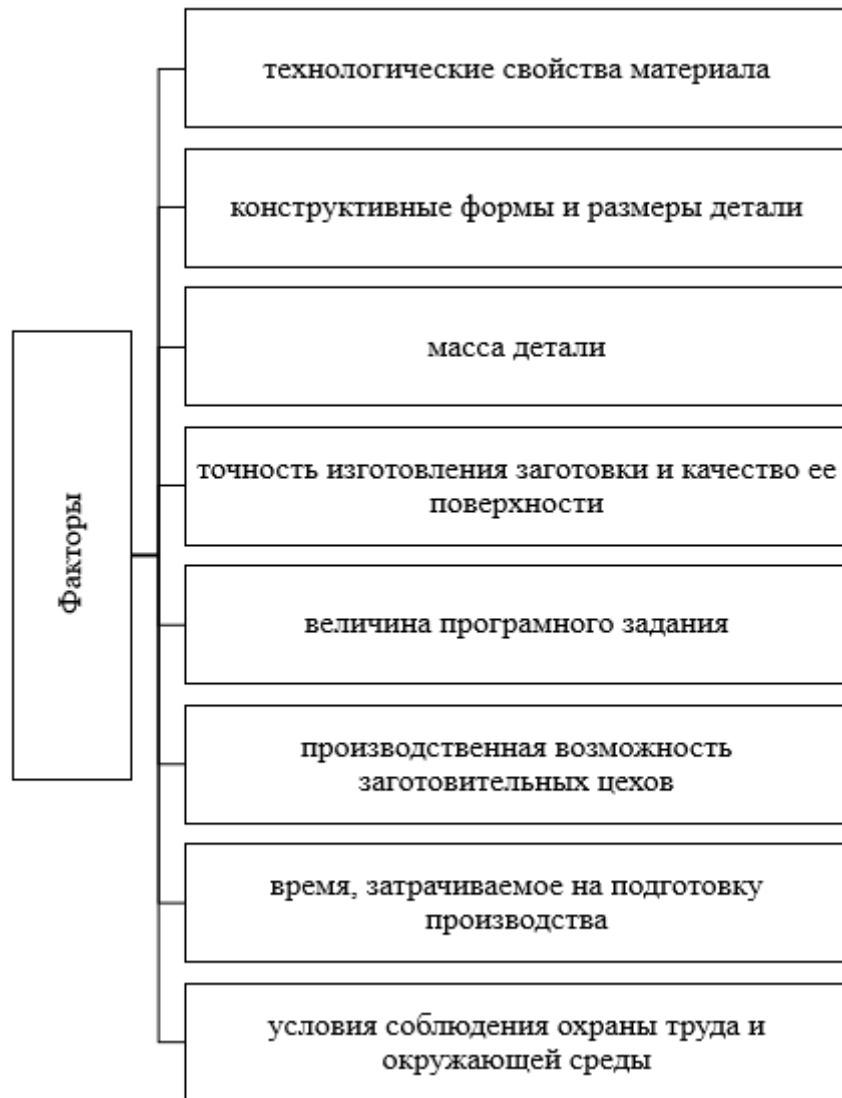 технологические свойства материала
конструктивные формы и размеры детали
масса детали
точность изготовления заготовки и качество ее
поверхности
Факторы
величина програмного задания
производственная возможность
заготовительных цехов
время, затрачиваемое на подготовку
производства
условия соблюдения охраны труда и
окружающей среды